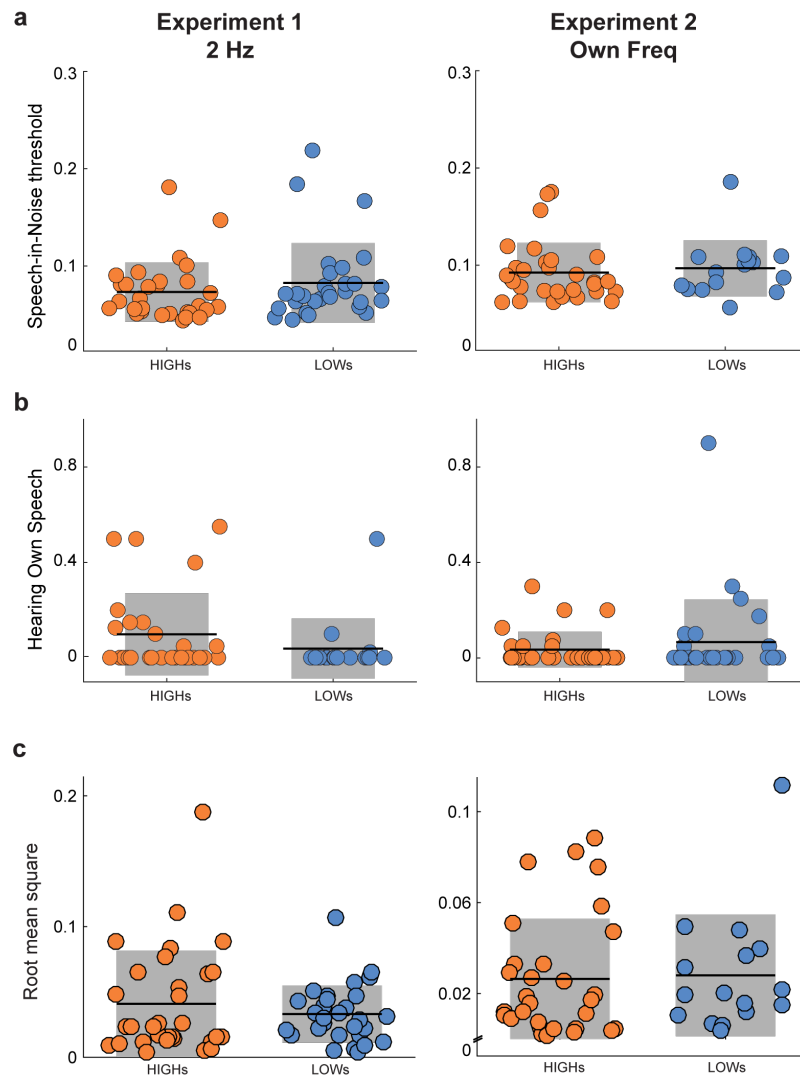 a
Experiment 1
2 Hz
Experiment 2
Own Freq
Speech-in-Noise threshold
0.3
0.2
0.1
0
HIGHs
LOWs
0.3
0.2
0.1
0
HIGHs
LOWs
b
Hearing Own Speech
0.8
0.4
0
HIGHs
LOWs
0.8
0.4
0
HIGHs
LOWs
c
Root mean square
0.2
0.1
0
HIGHs
LOWs
0.1
0.06
0.02
0
HIGHs
LOWs